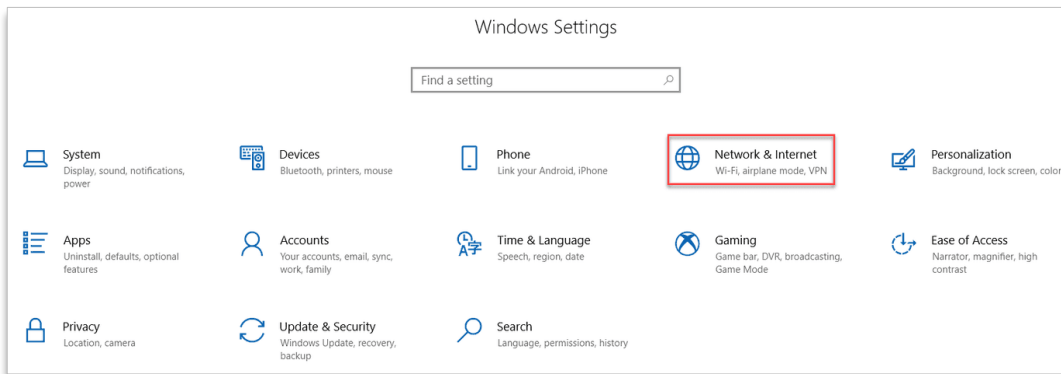 Windows Settings
Find a setting
System
Display, sound, notifications,
power
Devices
Bluetooth, printers, mouse
Phone
Link your Android, iPhone
Network & Internet
Wi-Fi, airplane mode, VPN
Personalization
Background, lock screen, color
Apps
Uninstall, defaults, optional
features
Accounts
Your accounts, email, sync,
work, family
A字
Time & Language
Speech, region, date
Gaming
Game bar, DVR, broadcasting,
Game Mode
Ease of Access
Narrator, magnifier, high
contrast
Privacy
Location, camera
Update & Security
Windows Update, recovery,
backup
Search
Language, permissions, history